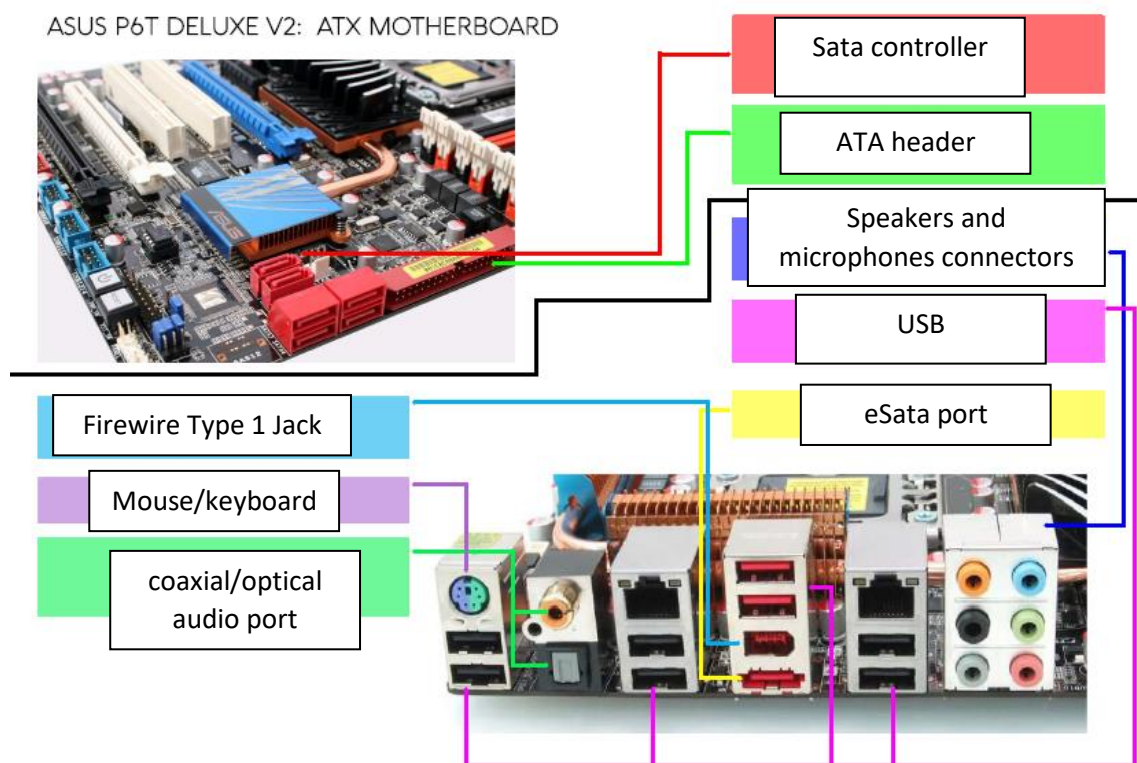 ASUS P6T DELUXE V2: ATX MOTHERBOARD
Sata controller
ATA header
Speakers and
microphones connectors
USB
eSata port
Firewire Type 1 Jack
Mouse/keyboard
coaxial/optical
audio port